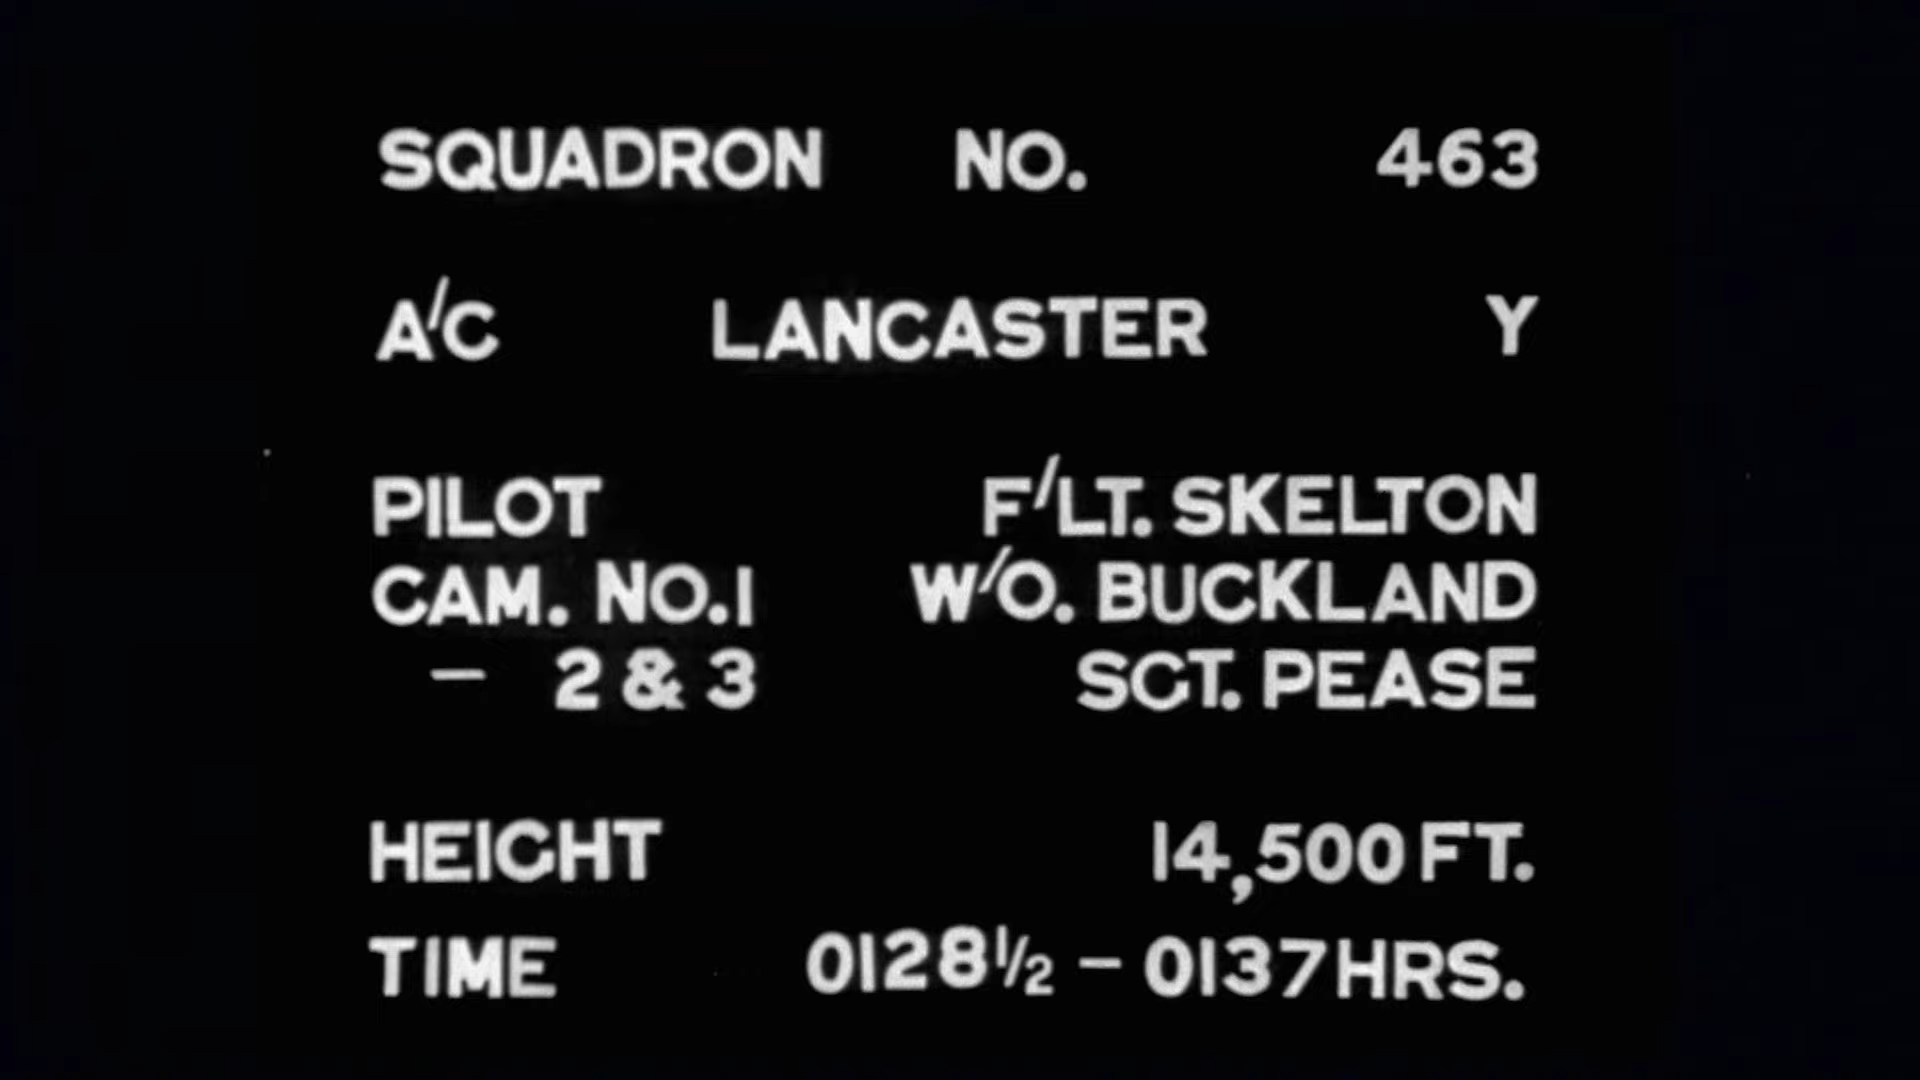 SQUADRON NO. 463
A/C LANCASTER Y
PILOT F/LT. SKELTON
CAM. NO.1 W/O. BUCKLAND
— 2 & 3 SGT. PEASE
HEIGHT 14,500 FT.
TIME 0128½ — 0137 HRS.